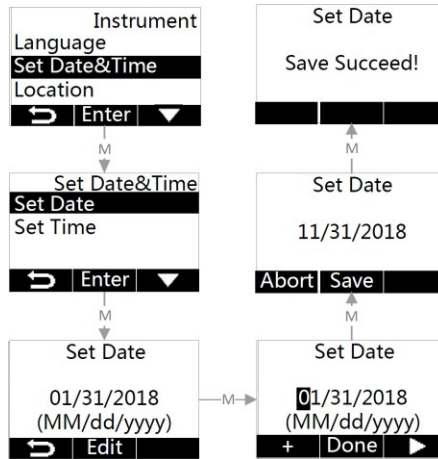 Instrument
Language
Set Date&Time
Location
Enter
M
Set Date&Time
Set Date
Set Time
Enter
M
Set Date
01/31/2018
(MM/dd/yyyy)
Edit
M
Set Date
01/31/2018
(MM/dd/yyyy)
+ Done
M
Set Date
11/31/2018
Abort Save
M
Set Date
Save Succeed!